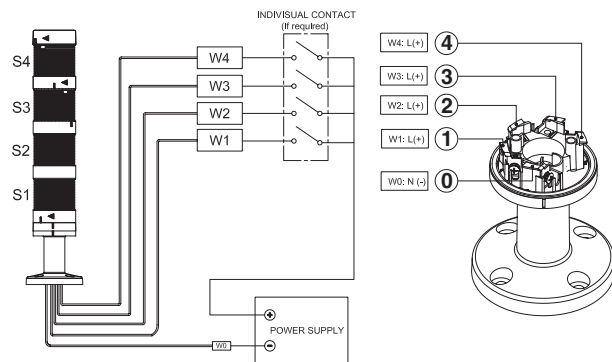 INDIVISUAL CONTACT
(If required)
S4
S3
S2
S1
W4
W3
W2
W1
W0
POWER SUPPLY
+
−
W4: L(+) 4
W3: L(+) 3
W2: L(+) 2
W1: L(+) 1
W0: N (-) 0